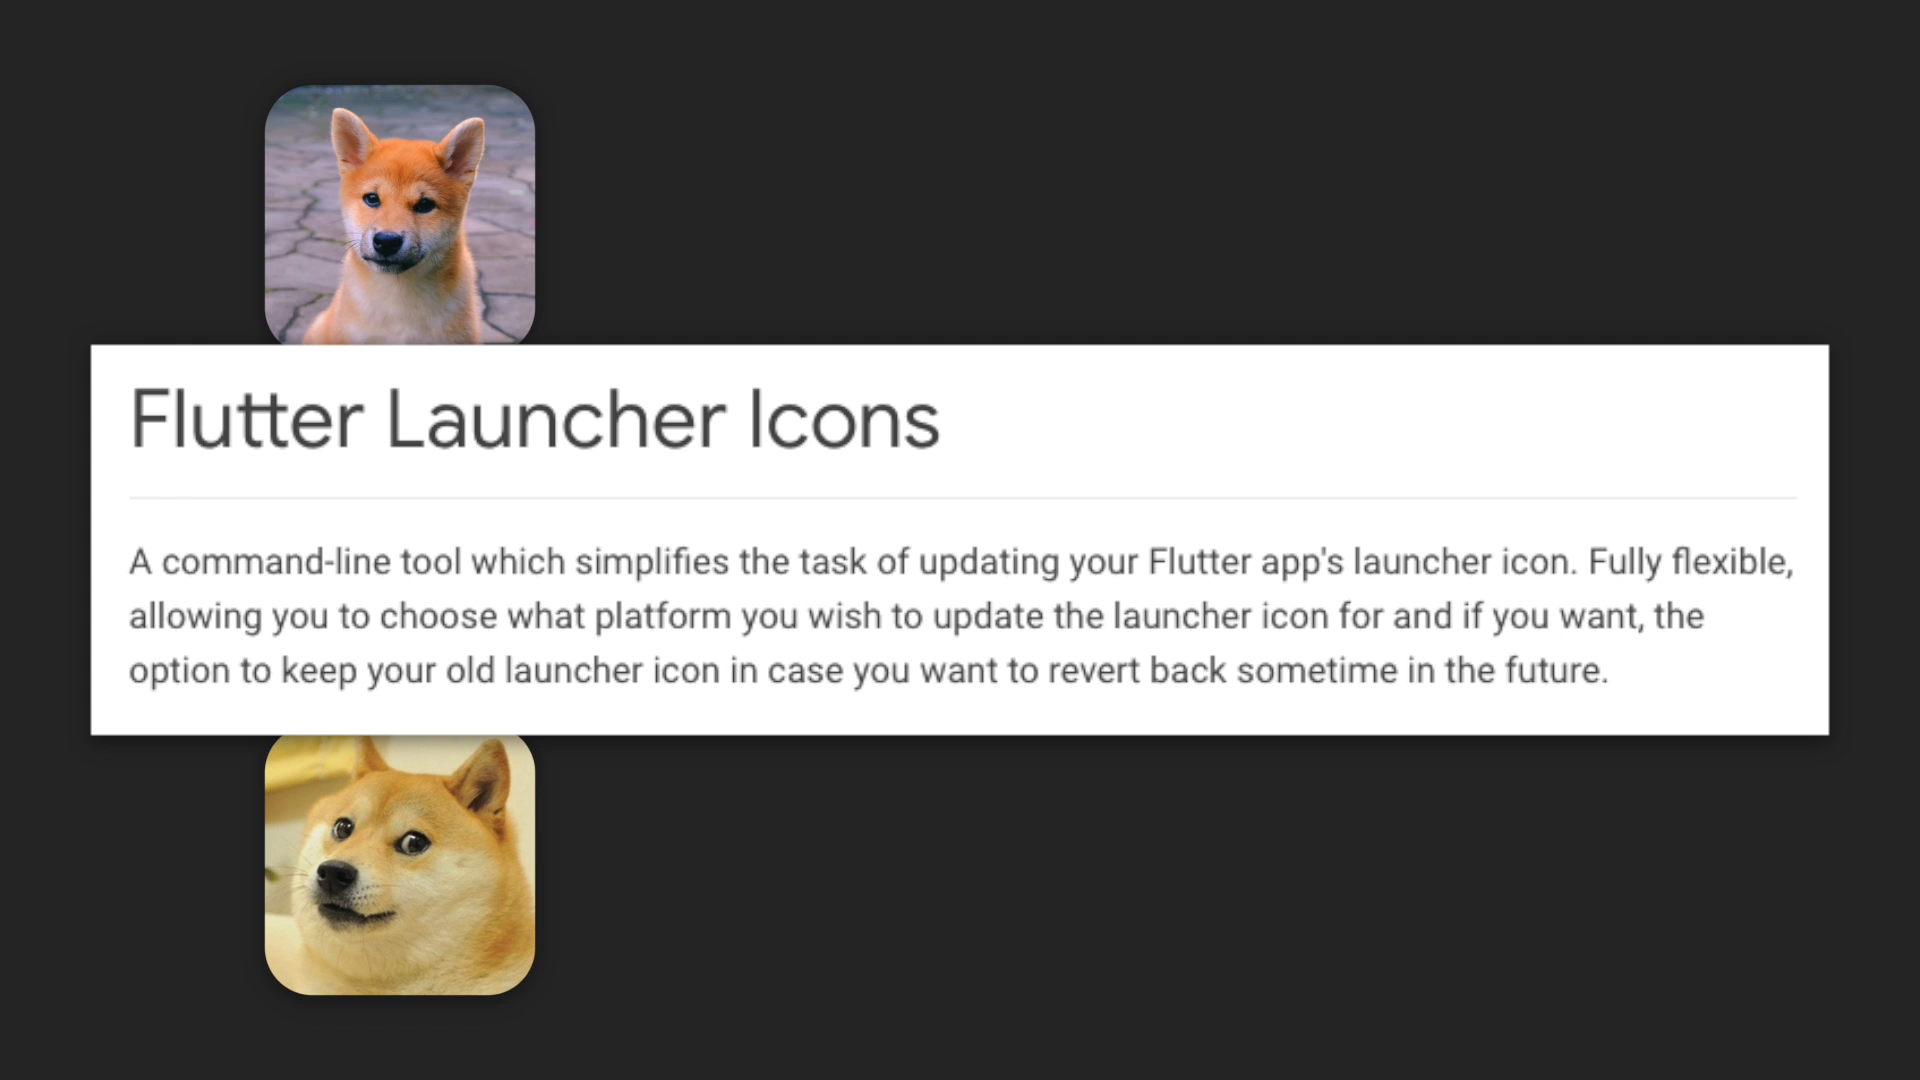 Flutter Launcher Icons
A command-line tool which simplifies the task of updating your Flutter app's launcher icon. Fully flexible,
allowing you to choose what platform you wish to update the launcher icon for and if you want, the
option to keep your old launcher icon in case you want to revert back sometime in the future.